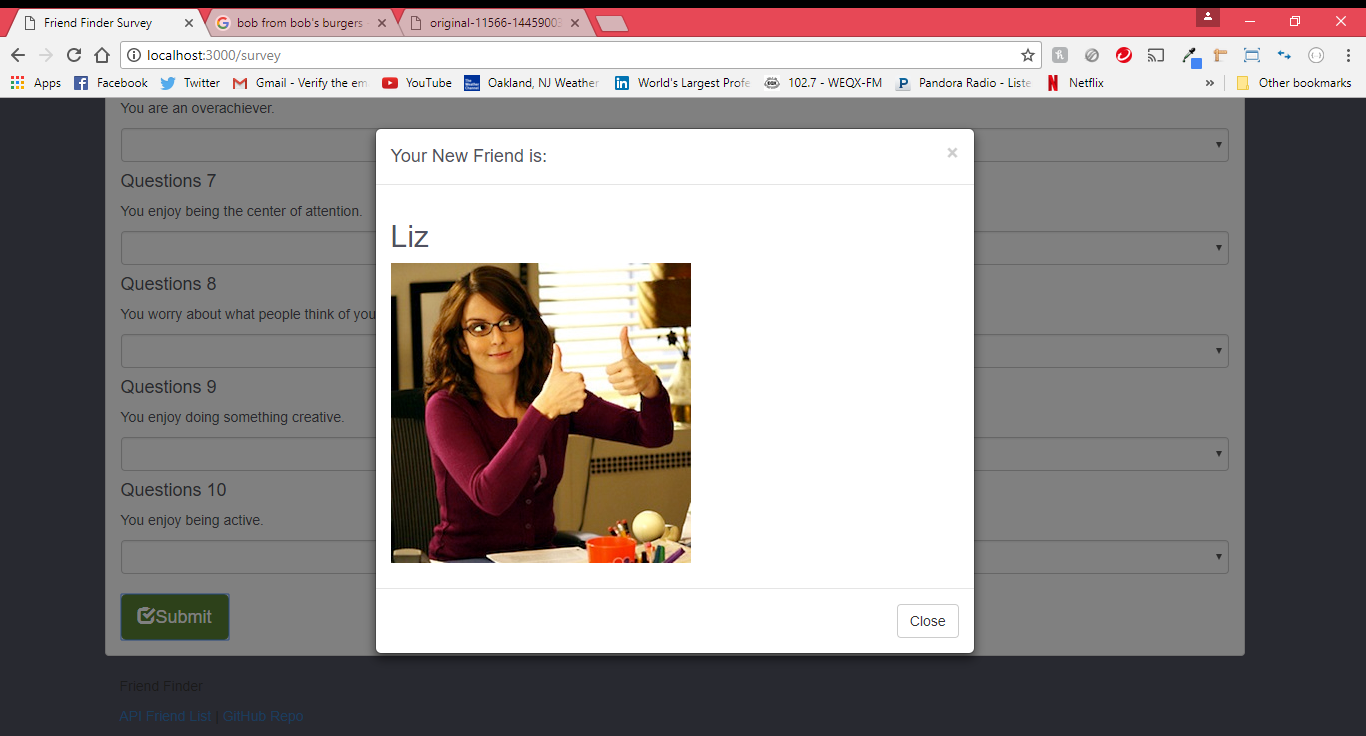 Friend Finder Survey
bob from bob's burgers -
original-11566-14459003
localhost:3000/survey
Apps
Facebook
Twitter
Gmail - Verify the em
YouTube
Oakland, NJ Weather
World's Largest Profe
102.7 - WEQX-FM
Pandora Radio - Liste
Netflix
»
Other bookmarks
You are an overachiever.
Questions 7
You enjoy being the center of attention.
Questions 8
You worry about what people think of you
Questions 9
You enjoy doing something creative.
Questions 10
You enjoy being active.
Submit
Your New Friend is:
×
Liz
Close
Friend Finder
API Friend List | GitHub Repo